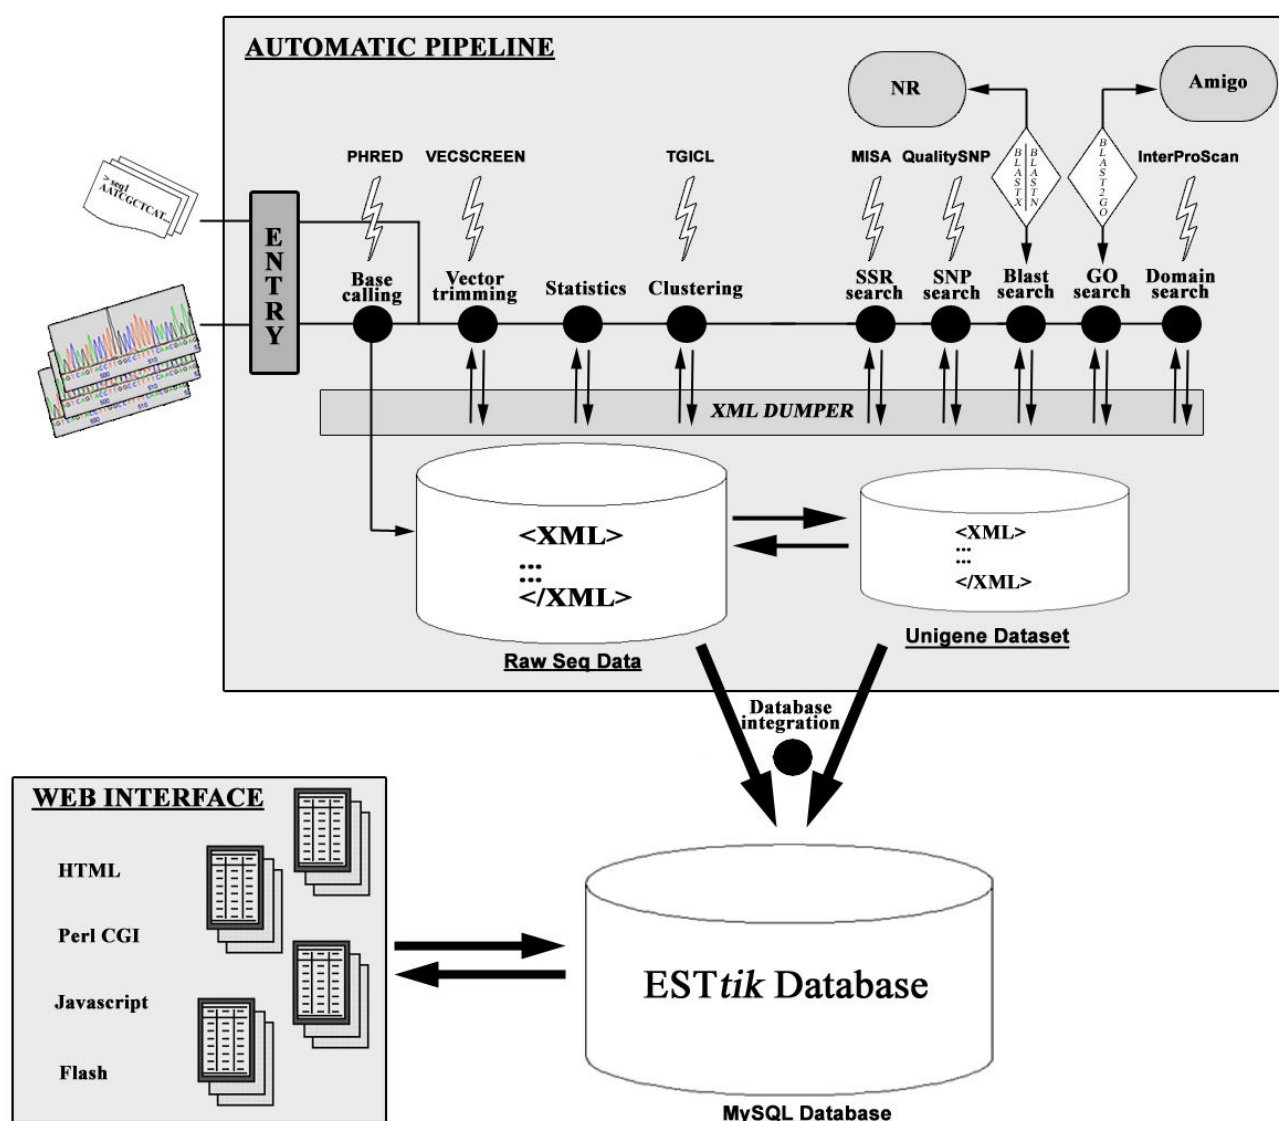 AUTOMATIC PIPELINE
NR
Amigo
PHRED
VECSCREEN
TGICL
MISA
QualitySNP
BLASTX
BLASTN
BLAST2GO
InterProScan
> seq1
AATCGCTCAT...
ENTRY
Base
calling
Vector
trimming
Statistics
Clustering
SSR
search
SNP
search
Blast
search
GO
search
Domain
search
XML DUMPER
<XML>
...
...
</XML>
Raw Seq Data
<XML>
...
...
</XML>
Unigene Dataset
Database
integration
WEB INTERFACE
HTML
Perl CGI
Javascript
Flash
ESTtik Database
MySQL Database